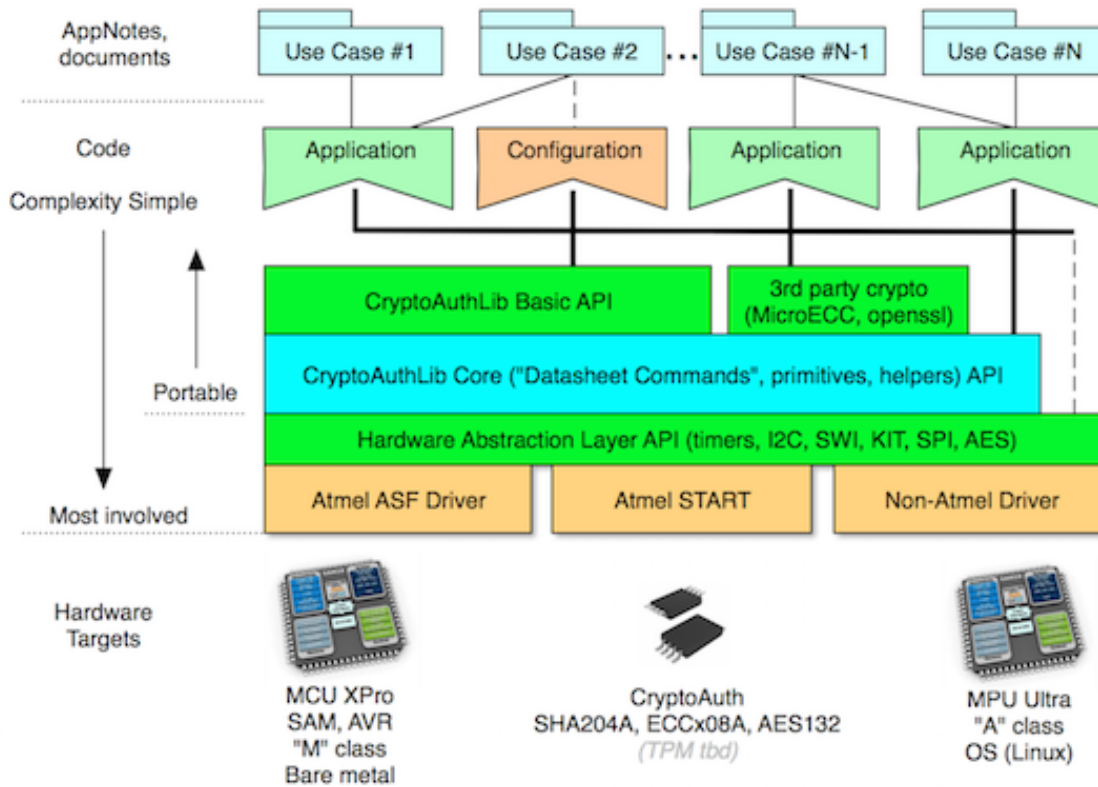 AppNotes,
documents
Use Case #1
Use Case #2
...
Use Case #N-1
Use Case #N
Code
Application
Configuration
Application
Application
Complexity Simple
CryptoAuthLib Basic API
3rd party crypto
(MicroECC, openssl)
Portable
CryptoAuthLib Core ("Datasheet Commands", primitives, helpers) API
Hardware Abstraction Layer API (timers, I2C, SWI, KIT, SPI, AES)
Most involved
Atmel ASF Driver
Atmel START
Non-Atmel Driver
Hardware
Targets
MCU XPro
SAM, AVR
"M" class
Bare metal
CryptoAuth
SHA204A, ECCx08A, AES132
(TPM tbd)
MPU Ultra
"A" class
OS (Linux)